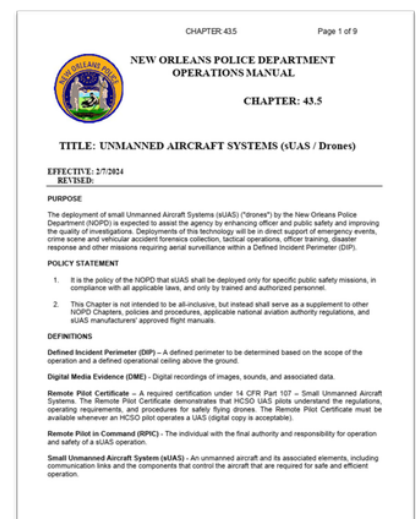 CHAPTER 43.5 Page 1 of 9
NEW ORLEANS POLICE
NEW ORLEANS POLICE DEPARTMENT
OPERATIONS MANUAL
CHAPTER: 43.5
TITLE: UNMANNED AIRCRAFT SYSTEMS (sUAS / Drones)
EFFECTIVE: 2/7/2024
REVISED:
PURPOSE
The deployment of small Unmanned Aircraft Systems (sUAS) ("drones") by the New Orleans Police
Department (NOPD) is expected to assist the agency by enhancing officer and public safety and improving
the quality of investigations. Deployments of this technology will be in direct support of emergency events,
crime scene and vehicular accident forensics collection, tactical operations, officer training, disaster
response and other missions requiring aerial surveillance within a Defined Incident Perimeter (DIP).
POLICY STATEMENT
1. It is the policy of the NOPD that sUAS shall be deployed only for specific public safety missions, in
compliance with all applicable laws, and only by trained and authorized personnel.
2. This Chapter is not intended to be all-inclusive, but instead shall serve as a supplement to other
NOPD Chapters, policies and procedures, applicable national aviation authority regulations, and
sUAS manufacturers' approved flight manuals.
DEFINITIONS
Defined Incident Perimeter (DIP) – A defined perimeter to be determined based on the scope of the
operation and a defined operational ceiling above the ground.
Digital Media Evidence (DME) - Digital recordings of images, sounds, and associated data.
Remote Pilot Certificate – A required certification under 14 CFR Part 107 – Small Unmanned Aircraft
Systems. The Remote Pilot Certificate demonstrates that HCSO UAS pilots understand the regulations,
operating requirements, and procedures for safely flying drones. The Remote Pilot Certificate must be
available whenever an HCSO pilot operates a UAS (digital copy is acceptable).
Remote Pilot in Command (RPIC) - The individual with the final authority and responsibility for operation
and safety of a sUAS operation.
Small Unmanned Aircraft System (sUAS) - An unmanned aircraft and its associated elements, including
communication links and the components that control the aircraft that are required for safe and efficient
operation.